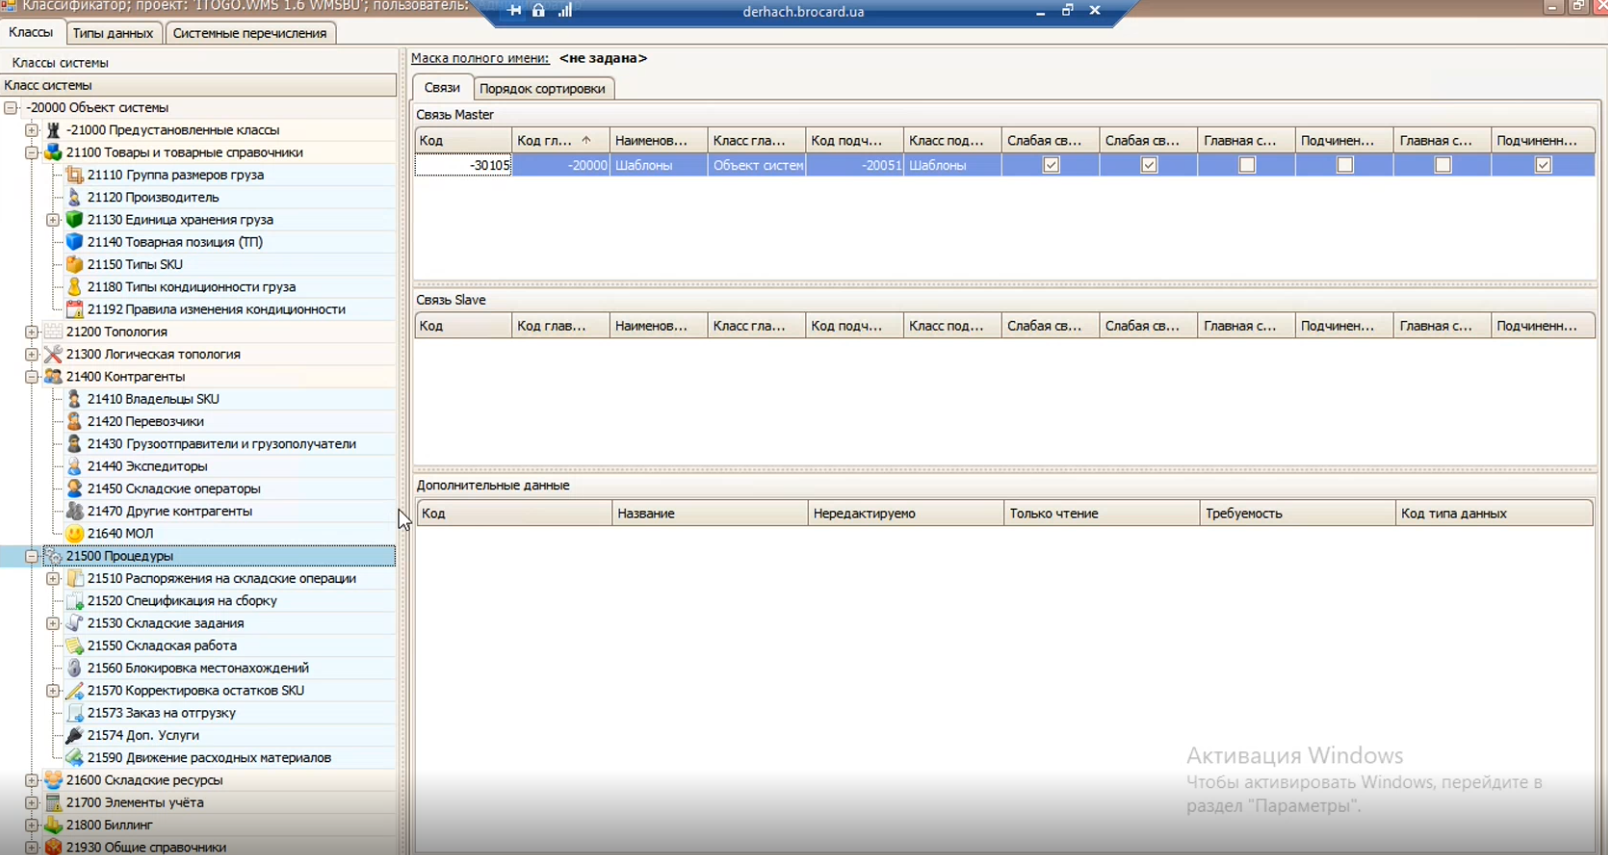 Классификатор; проект: 'ITOGO.WMS 1.6 WMSBU'; пользователь:
derhach.brocard.ua
Классы Типы данных Системные перечисления
Классы системы
Класс системы
-20000 Объект системы
-21000 Предустановленные классы
21100 Товары и товарные справочники
21110 Группа размеров груза
21120 Производитель
21130 Единица хранения груза
21140 Товарная позиция (ТП)
21150 Типы SKU
21180 Типы кондиционности груза
21192 Правила изменения кондиционности
21200 Топология
21300 Логическая топология
21400 Контрагенты
21410 Владельцы SKU
21420 Перевозчики
21430 Грузоотправители и грузополучатели
21440 Экспедиторы
21450 Складские операторы
21470 Другие контрагенты
21640 МОЛ
21500 Процедуры
21510 Распоряжения на складские операции
21520 Спецификация на сборку
21530 Складские задания
21550 Складская работа
21560 Блокировка местонахождений
21570 Корректировка остатков SKU
21573 Заказ на отгрузку
21574 Доп. Услуги
21590 Движение расходных материалов
21600 Складские ресурсы
21700 Элементы учёта
21800 Биллинг
21930 Общие справочники
Маска полного имени: <не задана>
Связи Порядок сортировки
Связь Master
Код Код гл... Наименов... Класс гла... Код подч... Класс под... Слабая св... Слабая св... Главная с... Подчинен... Главная с... Подчиненн...
-30105 -20000 Шаблоны Объект систем -20051 Шаблоны
Связь Slave
Код Код глав... Наименов... Класс гла... Код подч... Класс под... Слабая св... Слабая св... Главная с... Подчинен... Главная с... Подчиненн...
Дополнительные данные
Код Название Нередактируемо Только чтение Требуемость Код типа данных
Активация Windows
Чтобы активировать Windows, перейдите в
раздел "Параметры".